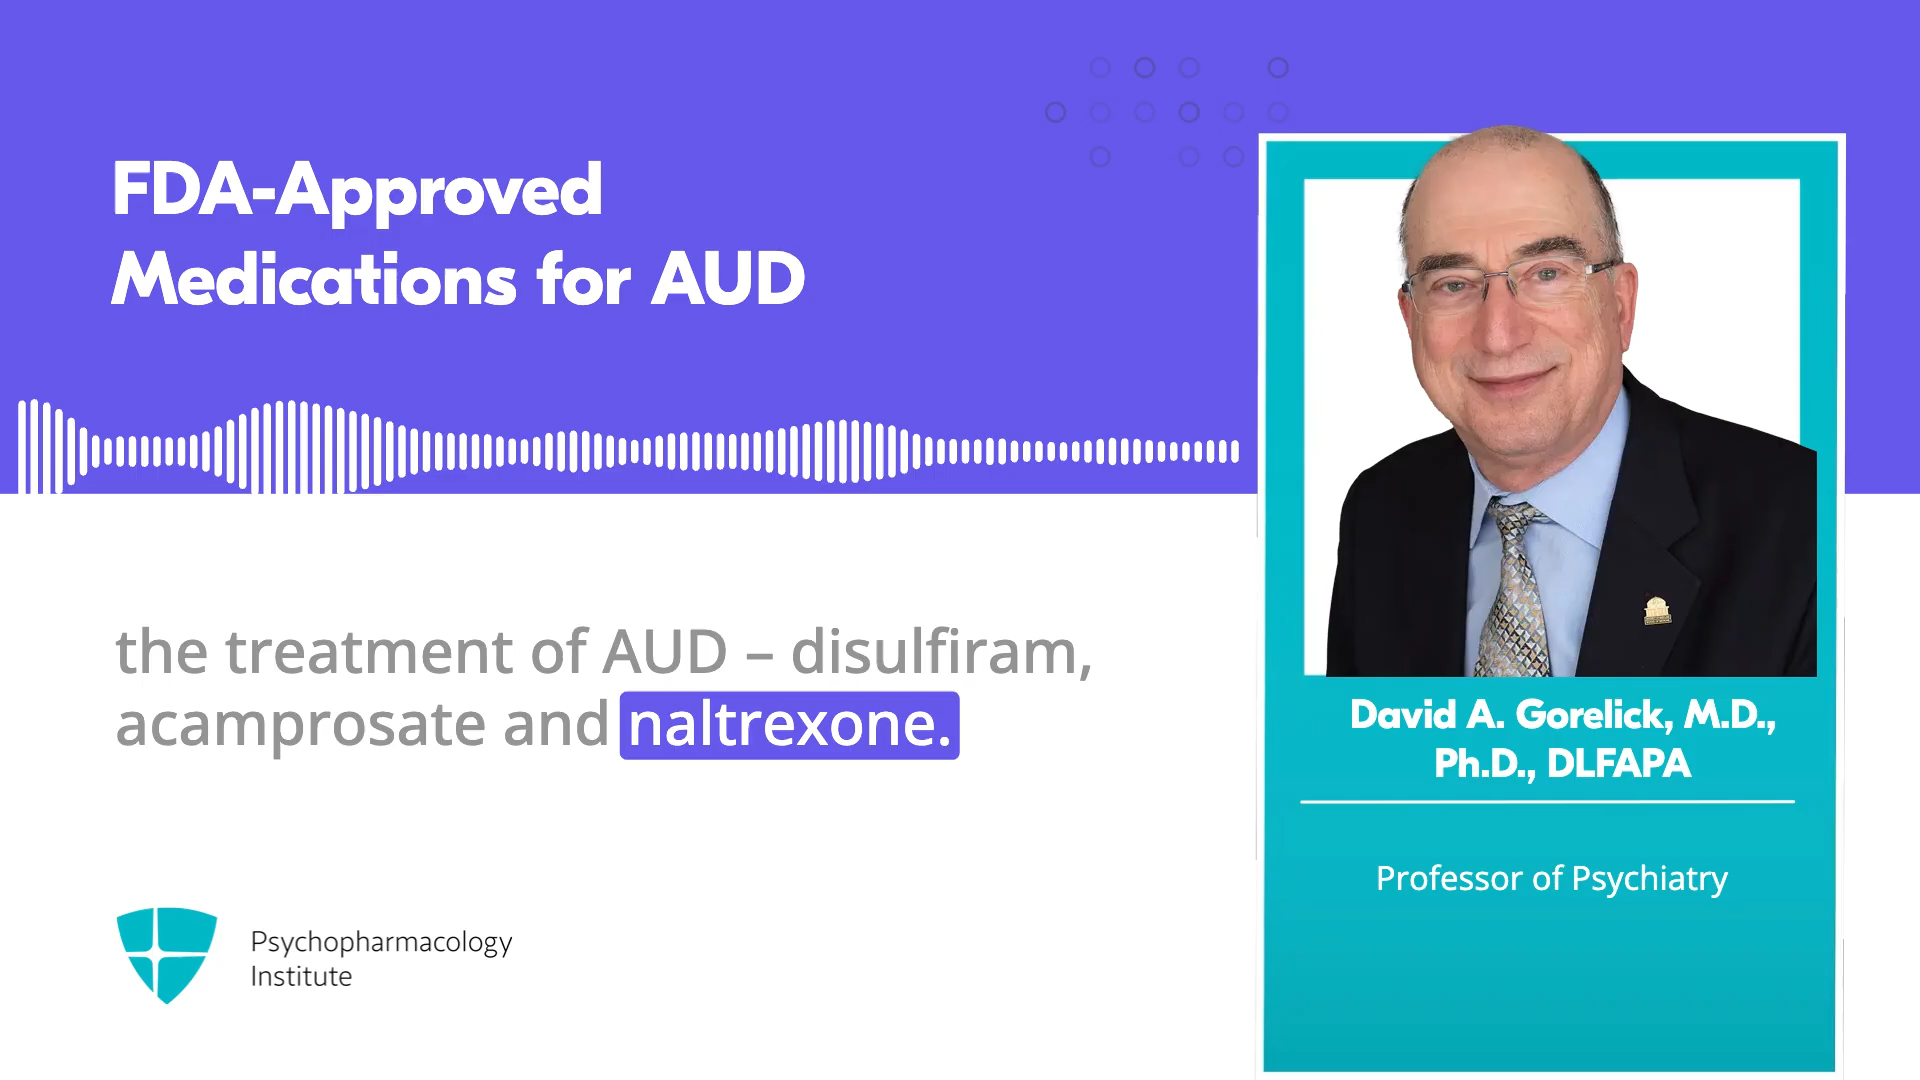 FDA-Approved
Medications for AUD
the treatment of AUD – disulfiram,
acamprosate and naltrexone.
Psychopharmacology
Institute
David A. Gorelick, M.D.,
Ph.D., DLFAPA
Professor of Psychiatry